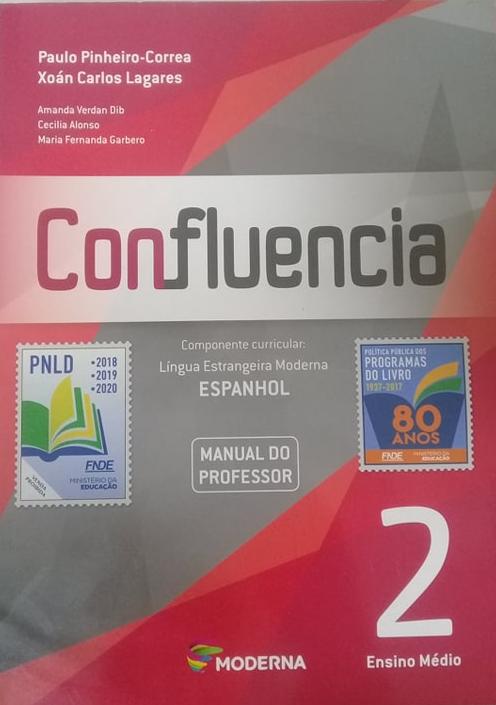 Paulo Pinheiro-Correa
Xoán Carlos Lagares
Amanda Verdan Dib
Cecilia Alonso
Maria Fernanda Garbero
Confluencia
Componente curricular:
Língua Estrangeira Moderna
ESPANHOL
MANUAL DO
PROFESSOR
PNLD
•2018
•2019
•2020
FNDE
MINISTÉRIO DA
EDUCAÇÃO
VENDA
PROIBIDA
POLÍTICA PÚBLICA DOS
PROGRAMAS
DO LIVRO
1937-2017
80
ANOS
FNDE
MINISTÉRIO DA
EDUCAÇÃO
2
Ensino Médio
MODERNA